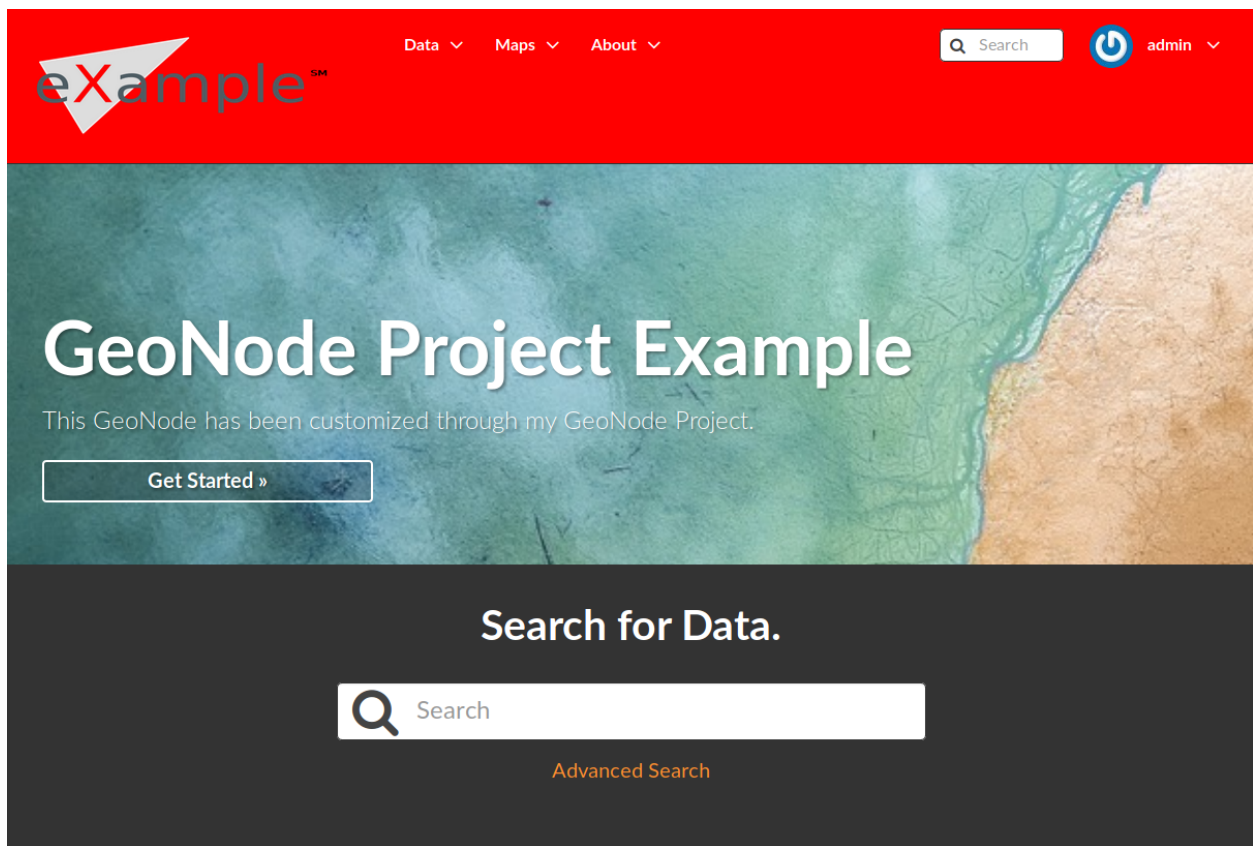 eXample℠
Data
Maps
About
Search
admin
GeoNode Project Example
This GeoNode has been customized through my GeoNode Project.
Get Started »
Search for Data.
Search
Advanced Search